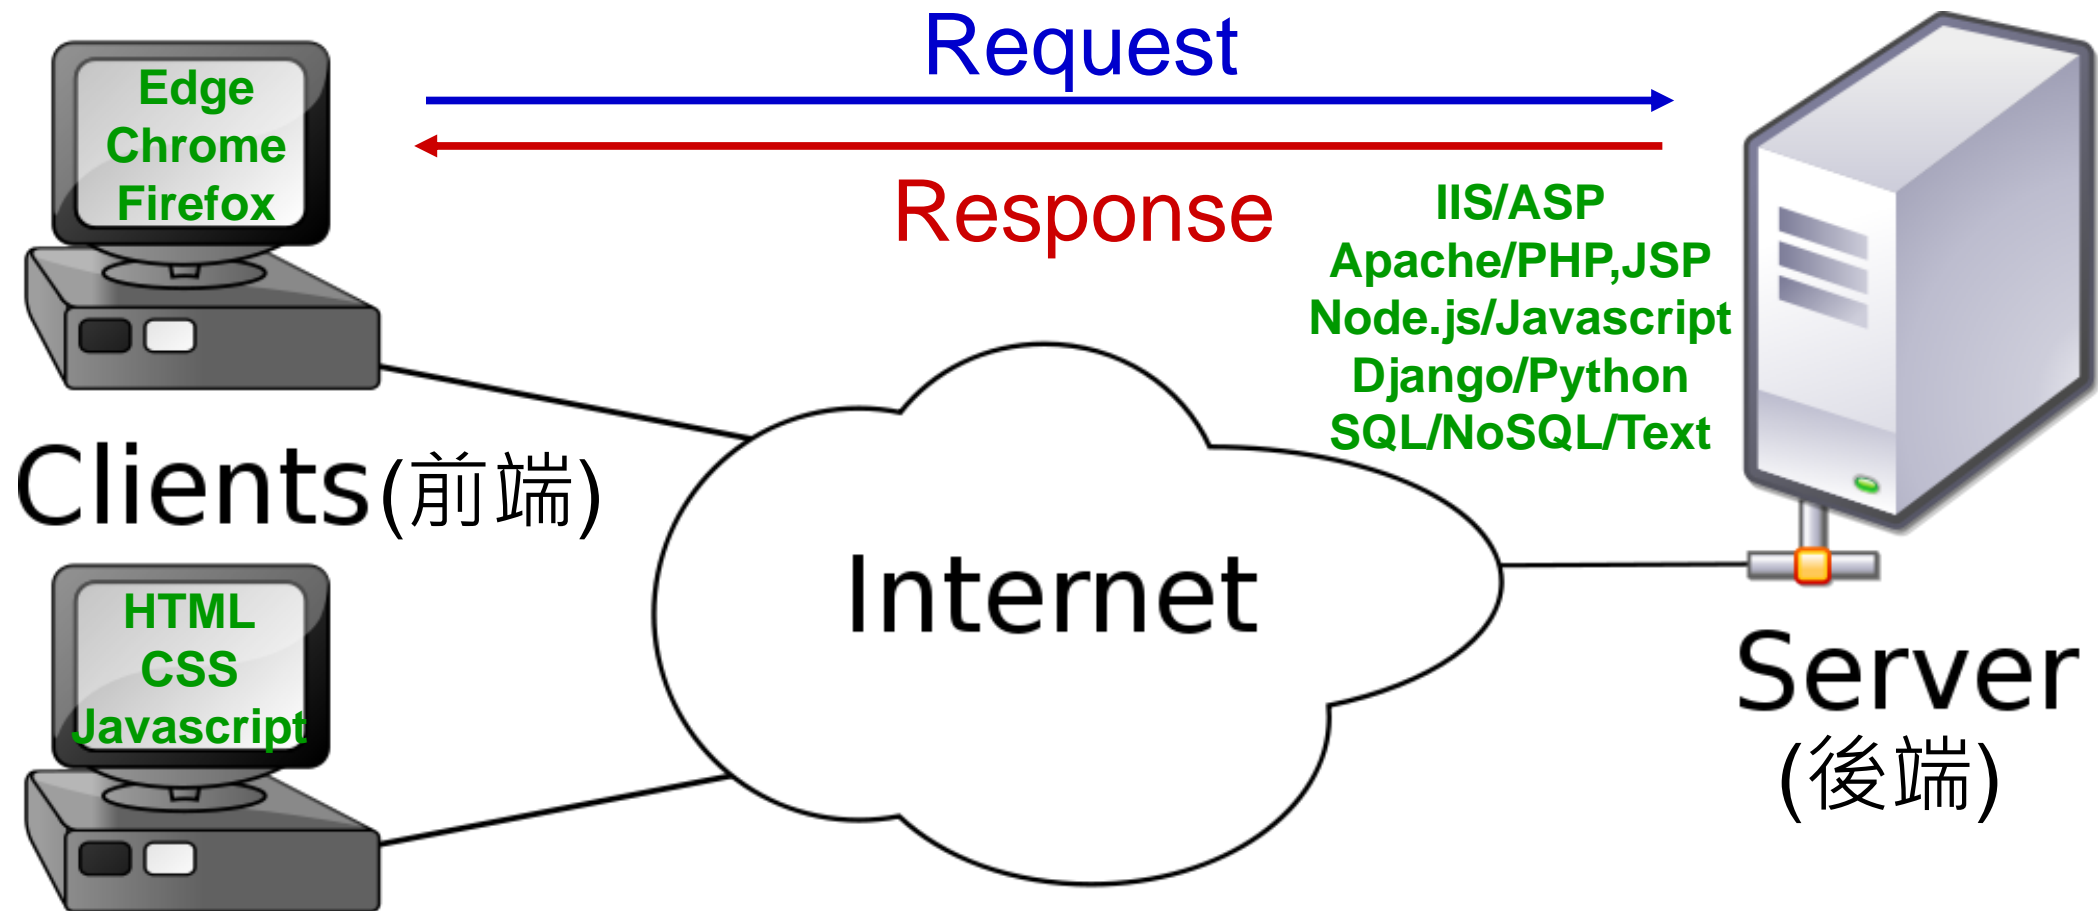 Request
Edge
Chrome
Firefox
Response
IIS/ASP
Apache/PHP,JSP
Node.js/Javascript
Django/Python
SQL/NoSQL/Text
Clients(前端)
Internet
HTML
CSS
Javascript
Server
(後端)